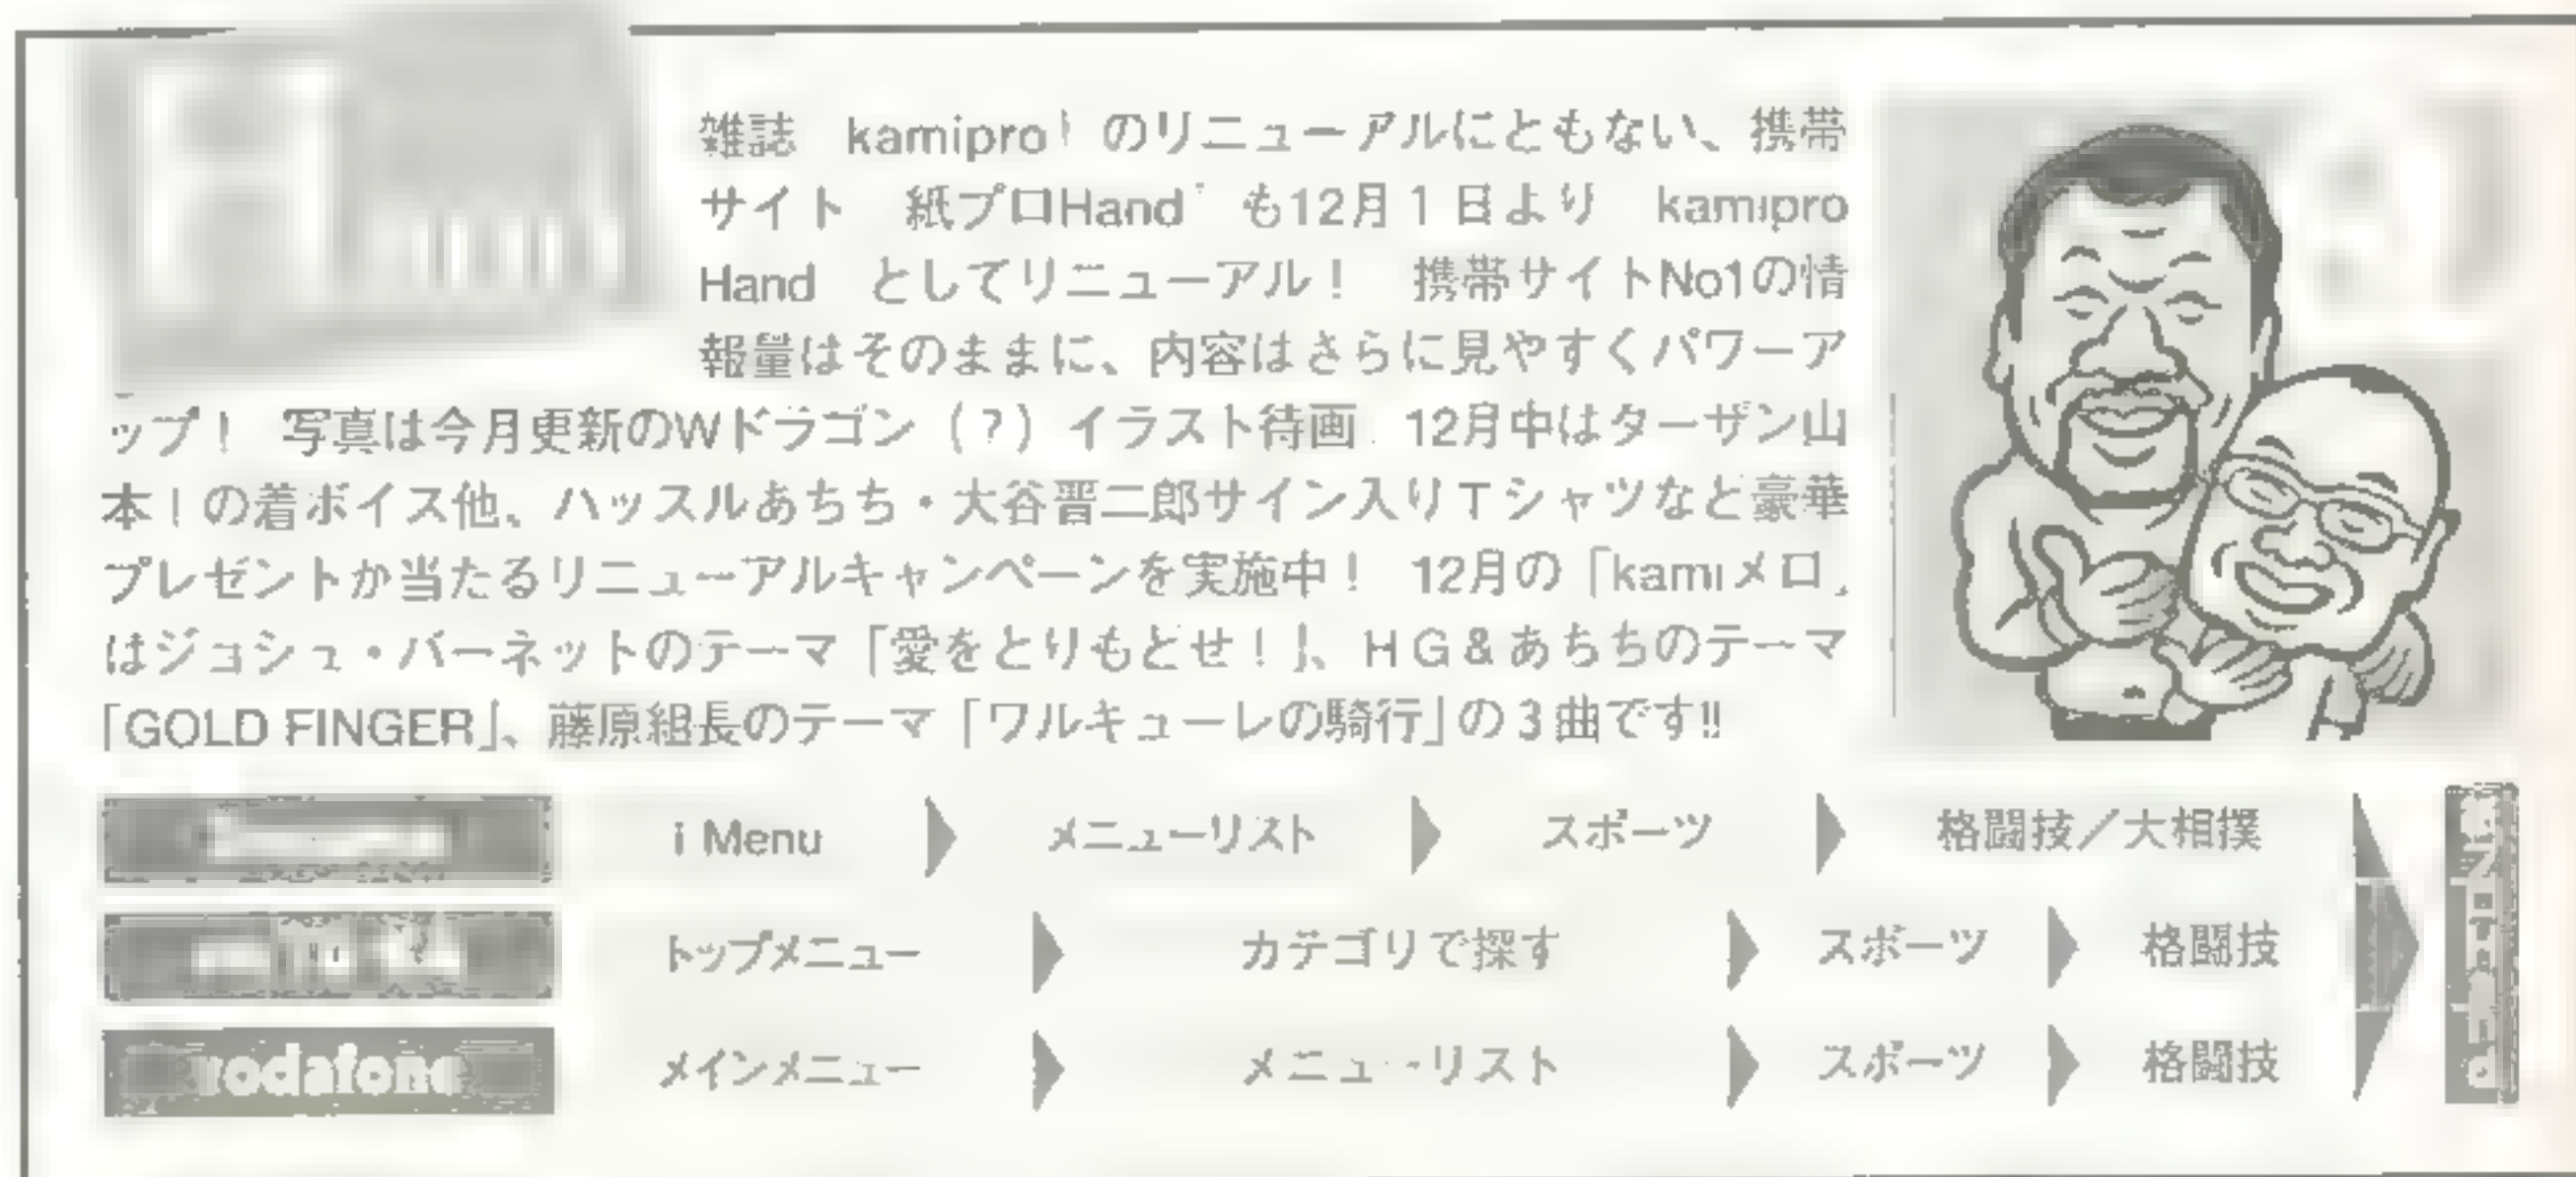 Hand
雑誌 kamipro のリニューアルにともない、携帯
サイト 紙プロHand も12月1日より kamipro
Hand としてリニューアル! 携帯サイトNo1の情
報量はそのままに、内容はさらに見やすくパワーア
ップ! 写真は今月更新のWドラゴン(?)イラスト待画 12月中はターザン山
本!の着ボイス他、ハッスルあちち・大谷晋二郎サイン入りTシャツなど豪華
プレゼントが当たるリニューアルキャンペーンを実施中! 12月の「kamiメロ」
はジョシュ・バーネットのテーマ「愛をとりもどせ!」、HG&あちちのテーマ
「GOLD FINGER」、藤原組長のテーマ「ワルキューレの騎行」の3曲です!!
i Menu メニューリスト スポーツ 格闘技/大相撲
トップメニュー カテゴリで探す スポーツ 格闘技
vodafone メインメニュー メニューリスト スポーツ 格闘技
紙プロHand